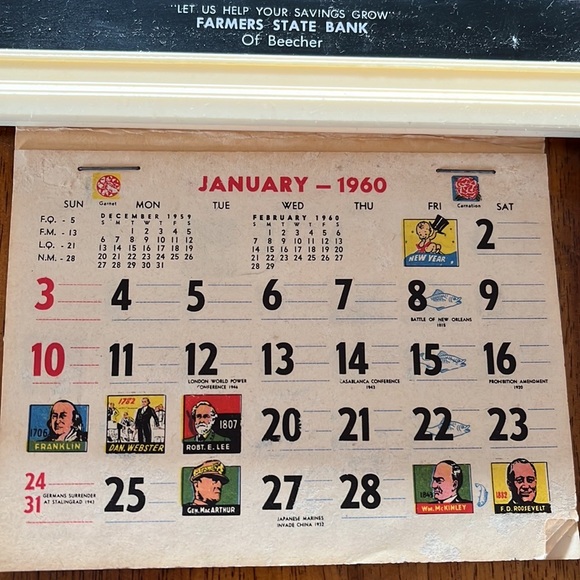 "LET US HELP YOUR SAVINGS GROW"
FARMERS STATE BANK
Of Beecher
JANUARY – 1960
Garnet
Carnation
SUN MON TUE WED THU FRI SAT
F.Q. - 5
F.M. - 13
L.Q. - 21
N.M. - 28
DECEMBER 1959
S M T W T F S
1 2 3 4 5
6 7 8 9 10 11 12
13 14 15 16 17 18 19
20 21 22 23 24 25 26
27 28 29 30 31
FEBRUARY 1960
S M T W T F S
1 2 3 4 5 6
7 8 9 10 11 12 13
14 15 16 17 18 19 20
21 22 23 24 25 26 27
28 29
NEW YEAR
2
3 4 5 6 7 8 9
BATTLE OF NEW ORLEANS
1815
10 11 12 13 14 15 16
LONDON WORLD POWER
CONFERENCE 1946
CASABLANCA CONFERENCE
1943
PROHIBITION AMENDMENT
1920
1706
FRANKLIN
1782
DAN. WEBSTER
1807
ROBT. E. LEE
20 21 22 23
24
31
GERMANS SURRENDER
AT STALINGRAD 1943
25
GEN. MACARTHUR
27 28
JAPANESE MARINES
INVADE CHINA 1932
WM. McKINLEY
1882
F.D. ROOSEVELT